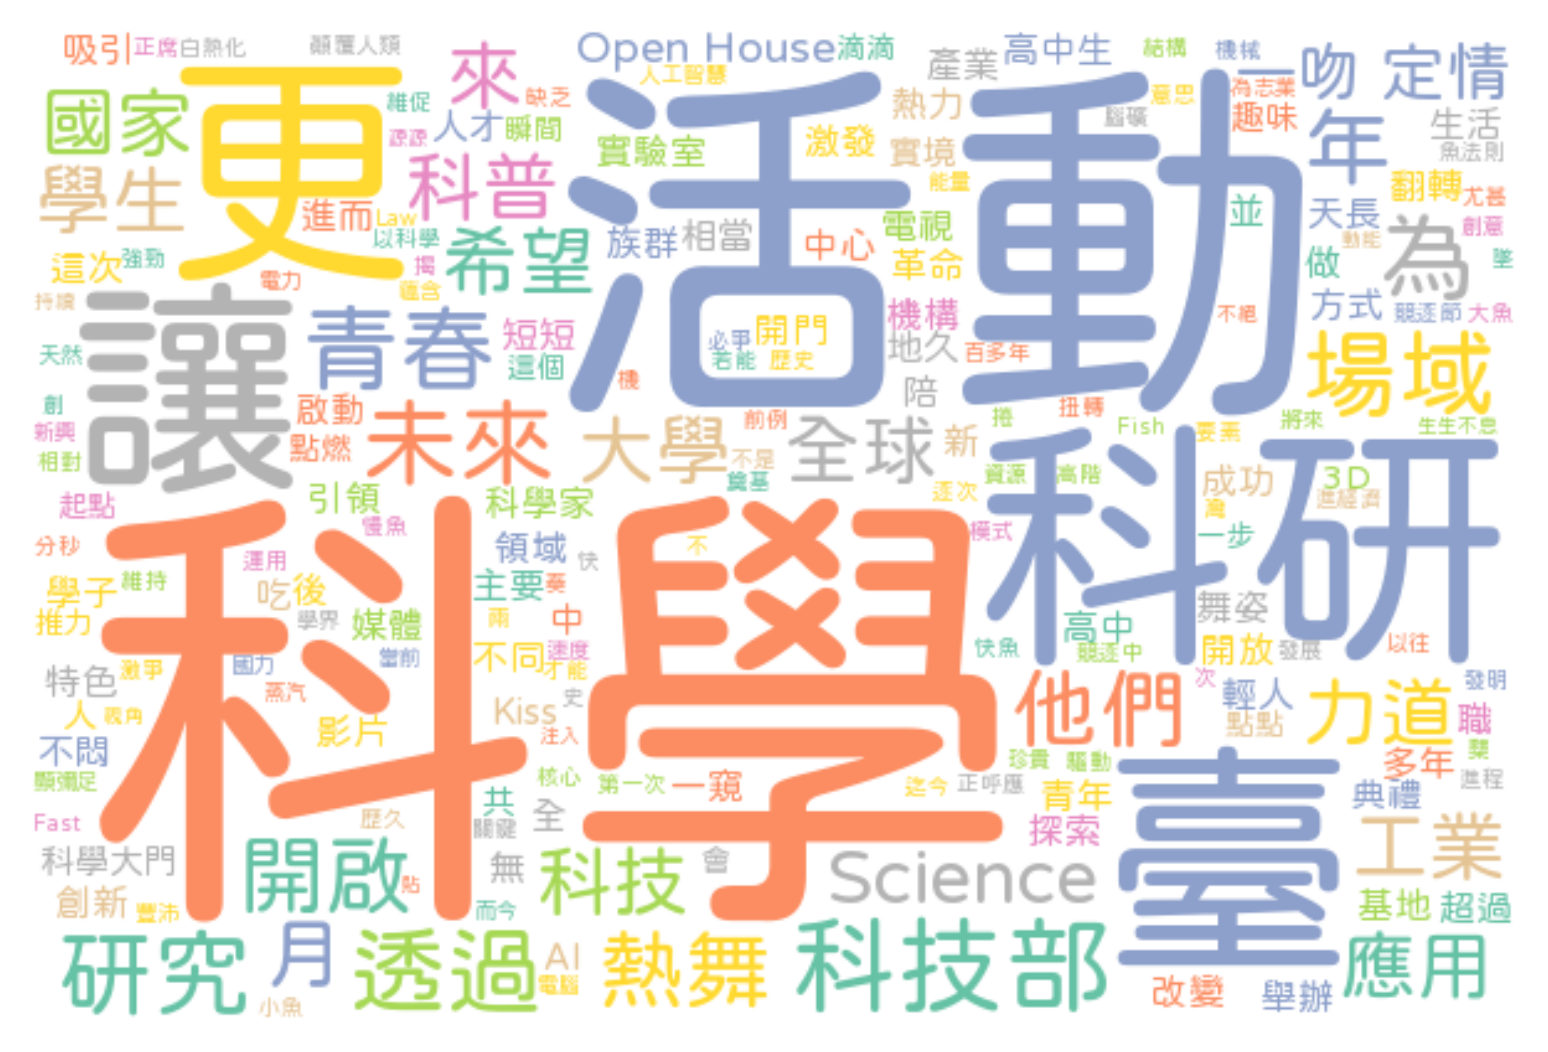 吸引
正席
白熱化
顛覆人類
來
Open House
滴滴
產業
高中生
結構
機械
一吻 定情
人工智慧
國家
更
維促
缺乏
活動
熱力
意思
為志業
趣味
年
生活
人才
瞬間
實驗室
激發
實境
腦礦
魚法則
學生
科普
能量
翻轉
尤甚
進而
Law
以科學
希望
族群
相當
中心
電視
並
天長
創意
動能
為
這次
強勁
電力
揭
蘊含
革命
做
墜
持續
讓
青春
短短
這個
必爭
開門
機構
地久
不絕
方式
競逐節
大魚
天然
若能
歷史
百多年
場域
機
陪
創
啟動
未來
大學
前例
全球
新
捲
扭轉
Fish
將來
生生不息
新興
點燃
要素
相對
不是
奠基
資源
高階
科研
成功
3D
進經濟
起點
引領
科學家
逐次
慢魚
科學
模式
一步
分秒
運用
領域
快
不
學子
維持
吃
後
主要
舞姿
推力
學界
媒體
兩
中
高中
不同
速度
才能
快魚
競逐中
開放
發展
以往
特色
激爭
國力
當前
蒸汽
史
他們
次
輕人
力道
發明
人
視角
影片
Kiss
注入
點點
職
不悶
核心
第一次
一窺
迄今
正呼應
珍貴
驅動
臺
多年
顯彌足
共
青年
典禮
進程
Fast
歷久
關鍵
全
探索
工業
科學大門
開啟
無
科技
會
Science
創新
豐沛
貼
而今
基地
超過
研究
月
透過
AI
電腦
熱舞
科技部
改變
舉辦
應用
小魚